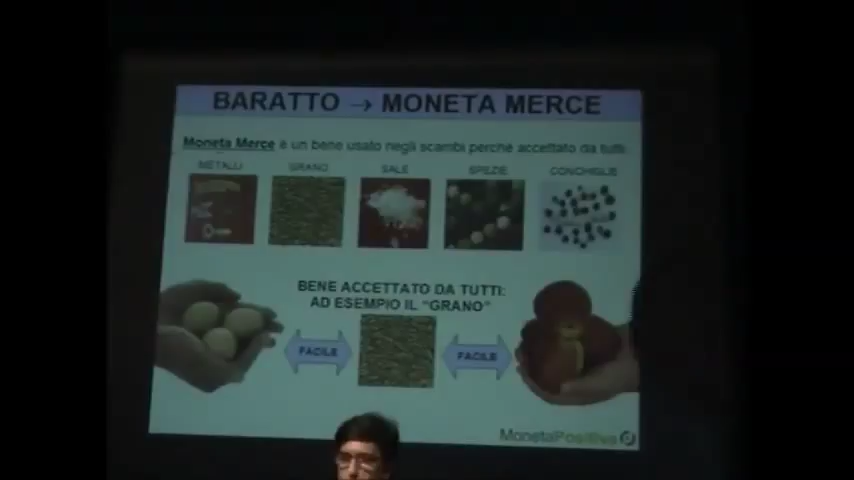 BARATTO → MONETA MERCE
Moneta Merce è un bene usato negli scambi perché accettato da tutti
METALLI GRANO SALE SPEZIE CONCHIGLIE
BENE ACCETTATO DA TUTTI:
AD ESEMPIO IL "GRANO"
FACILE FACILE
MonetaPositiva